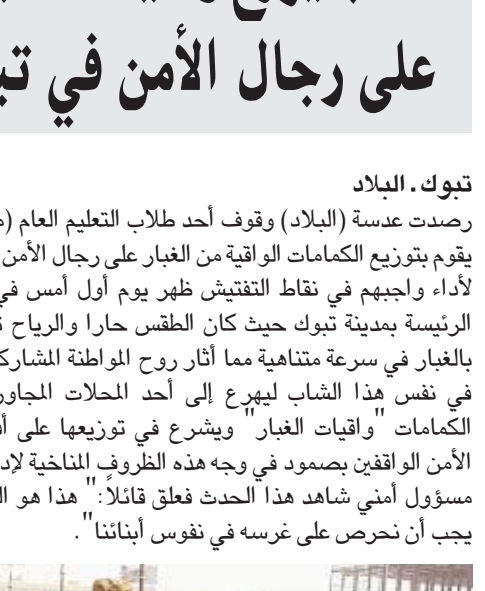 على رجال الأمن في
تبوك. البلاد
رصدت عدسة (البلاد) وقوف أحد طلاب التعليم العام
يقوم بتوزيع الكمامات الواقية من الغبار على رجال الأمن
لأداء واجبهم في نقاط التفتيش ظهر يوم أول أمس في
الرئيسة بمدينة تبوك حيث كان الطقس حارا والرياح
بالغبار في سرعة متناهية مما أثار روح المواطنة
في نفس هذا الشاب ليهرع إلى أحد المحلات
الكمامات "واقيات الغبار" ويشرع في توزيعها على
الأمن الواقفين بصمود في وجه هذه الظروف المناخية
مسؤول أمني شاهد هذا الحدث فعلق قائلاً:" هذا هو
يجب أن نحرص على غرسه في نفوس أبنائنا".